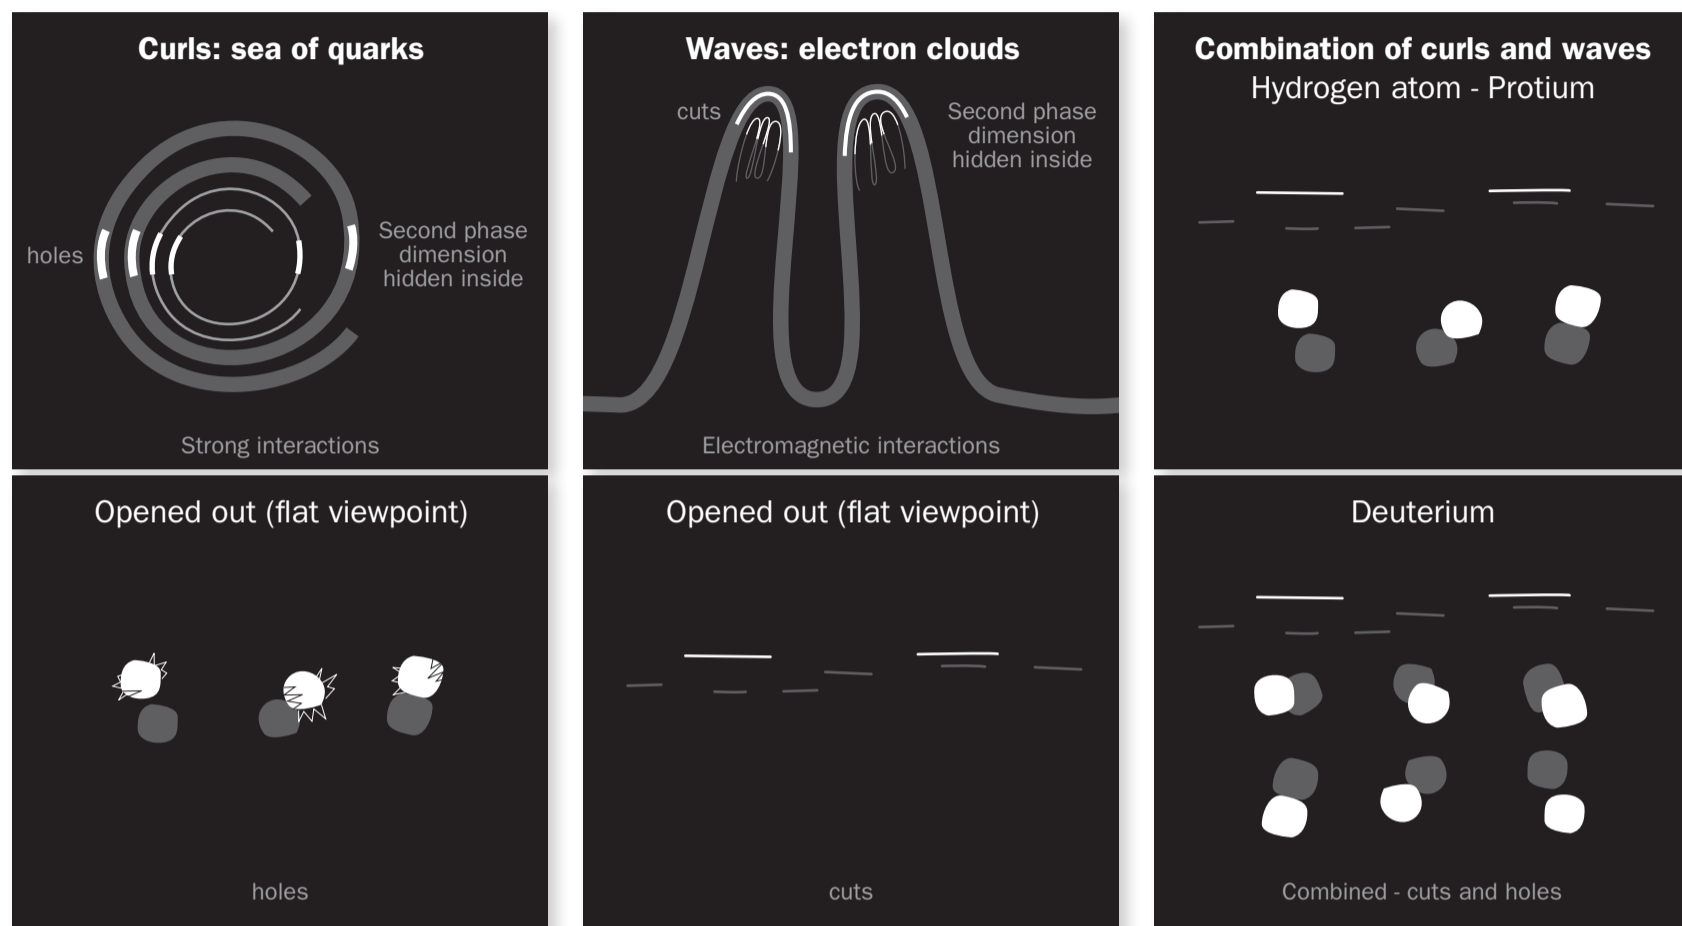 Curls: sea of quarks
holes
Second phase
dimension
hidden inside
Strong interactions
Waves: electron clouds
cuts
Second phase
dimension
hidden inside
Electromagnetic interactions
Combination of curls and waves
Hydrogen atom - Protium
Opened out (flat viewpoint)
holes
Opened out (flat viewpoint)
cuts
Deuterium
Combined - cuts and holes